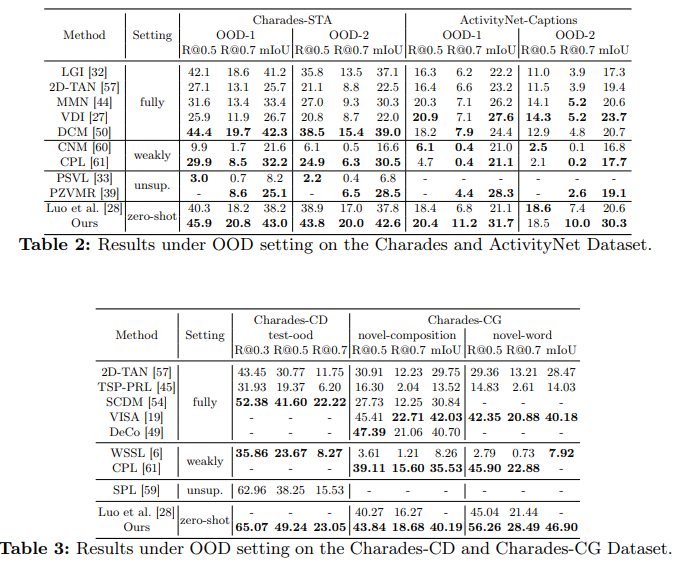 Charades-STA ActivityNet-Captions
Method Setting OOD-1 OOD-2 OOD-1 OOD-2
R@0.5 R@0.7 mIoU R@0.5 R@0.7 mIoU R@0.5 R@0.7 mIoU R@0.5 R@0.7 mIoU
LGI [32] 42.1 18.6 41.2 35.8 13.5 37.1 16.3 6.2 22.2 11.0 3.9 17.3
2D-TAN [57] 27.1 13.1 25.7 21.1 8.8 22.5 16.4 6.6 23.2 11.5 3.9 19.4
MMN [44] fully 31.6 13.4 33.4 27.0 9.3 30.3 20.3 7.1 26.2 14.1 5.2 20.6
VDI [27] 25.9 11.9 26.7 20.8 8.7 22.0 20.9 7.1 27.6 14.3 5.2 23.7
DCM [50] 44.4 19.7 42.3 38.5 15.4 39.0 18.2 7.9 24.4 12.9 4.8 20.7
CNM [60] weakly 9.9 1.7 21.6 6.1 0.5 16.6 6.1 0.4 21.0 2.5 0.1 16.8
CPL [61] 29.9 8.5 32.2 24.9 6.3 30.5 4.7 0.4 21.1 2.1 0.2 17.7
PSVL [33] unsup. 3.0 0.7 8.2 2.2 0.4 6.8 - - - - - -
PZVMR [39] - 8.6 25.1 - 6.5 28.5 - 4.4 28.3 - 2.6 19.1
Luo et al. [28] zero-shot 40.3 18.2 38.2 38.9 17.0 37.8 18.4 6.8 21.1 18.6 7.4 20.6
Ours 45.9 20.8 43.0 43.8 20.0 42.6 20.4 11.2 31.7 18.5 10.0 30.3
Table 2: Results under OOD setting on the Charades and ActivityNet Dataset.
Charades-CD Charades-CG
Method Setting test-ood novel-composition novel-word
R@0.3 R@0.5 R@0.7 R@0.5 R@0.7 mIoU R@0.5 R@0.7 mIoU
2D-TAN [57] 43.45 30.77 11.75 30.91 12.23 29.75 29.36 13.21 28.47
TSP-PRL [45] 31.93 19.37 6.20 16.30 2.04 13.52 14.83 2.61 14.03
SCDM [54] fully 52.38 41.60 22.22 27.73 12.25 30.84 - - -
VISA [19] - - - 45.41 22.71 42.03 42.35 20.88 40.18
DeCo [49] - - - 47.39 21.06 40.70 - - -
WSSL [6] weakly 35.86 23.67 8.27 3.61 1.21 8.26 2.79 0.73 7.92
CPL [61] - - - 39.11 15.60 35.53 45.90 22.88 -
SPL [59] unsup. 62.96 38.25 15.53 - - - - - -
Luo et al. [28] zero-shot - - - 40.27 16.27 - 45.04 21.44 -
Ours 65.07 49.24 23.05 43.84 18.68 40.19 56.26 28.49 46.90
Table 3: Results under OOD setting on the Charades-CD and Charades-CG Dataset.